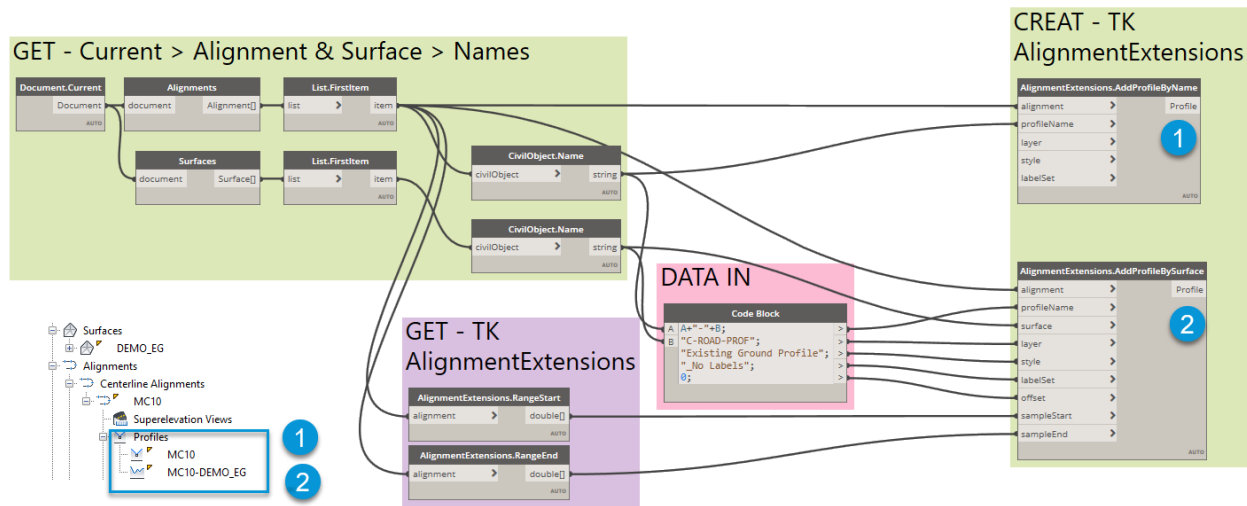 GET - Current > Alignment & Surface > Names
Document.Current
Document
AUTO
Alignments
document Alignment[]
AUTO
List.FirstItem
list > item
AUTO
Surfaces
document Surface[]
AUTO
List.FirstItem
list > item
AUTO
CivilObject.Name
civilObject > string
AUTO
CivilObject.Name
civilObject > string
AUTO
CREAT - TK
AlignmentExtensions
AlignmentExtensions.AddProfileByName
alignment > Profile
profileName >
layer >
style >
labelSet >
AUTO
1
AlignmentExtensions.AddProfileBySurface
alignment > Profile
profileName >
surface >
layer >
style >
labelSet >
offset >
sampleStart >
sampleEnd >
AUTO
2
DATA IN
Code Block
A A+"-"+B; >
B "C-ROAD-PROF"; >
"Existing Ground Profile"; >
"_No Labels"; >
0; >
GET - TK
AlignmentExtensions
AlignmentExtensions.RangeStart
alignment > double[]
AUTO
AlignmentExtensions.RangeEnd
alignment > double[]
AUTO
Surfaces
DEMO_EG
Alignments
Centerline Alignments
MC10
Superelevation Views
Profiles
MC10
MC10-DEMO_EG
1
2